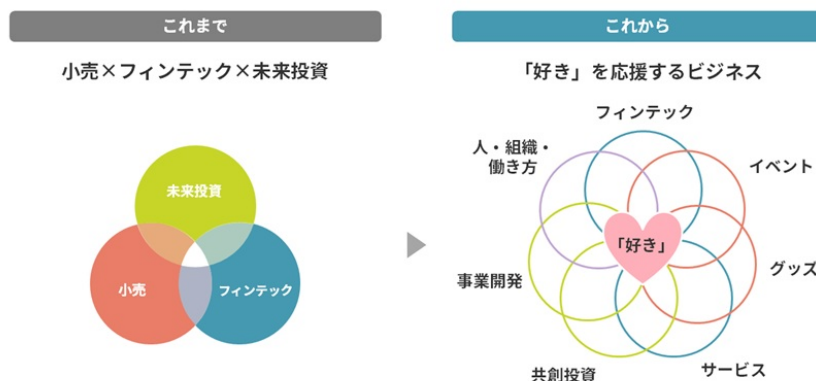 これまで
小売×フィンテック×未来投資
未来投資
小売
フィンテック
これから
「好き」を応援するビジネス
フィンテック
人・組織・
働き方
イベント
「好き」
事業開発
グッズ
共創投資
サービス